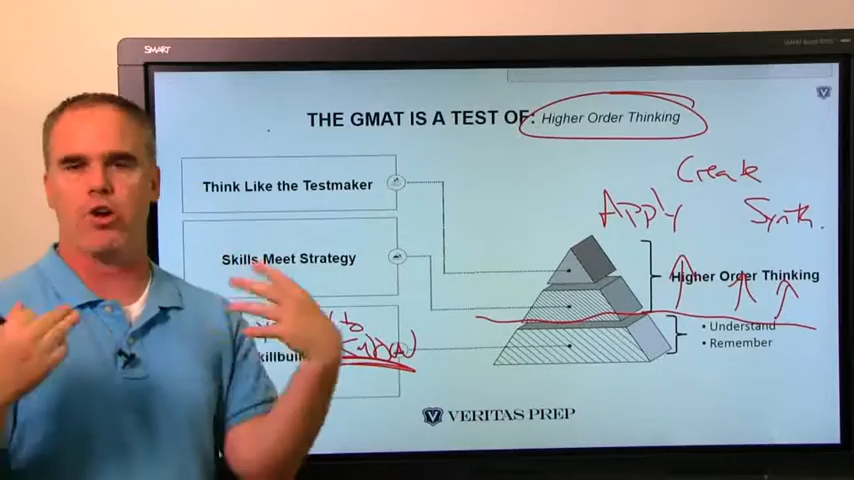 SMART
THE GMAT IS A TEST OF: Higher Order Thinking
Create
Think Like the Testmaker
Apply
Synth.
Skills Meet Strategy
Higher Order Thinking
• Understand
• Remember
VERITAS PREP